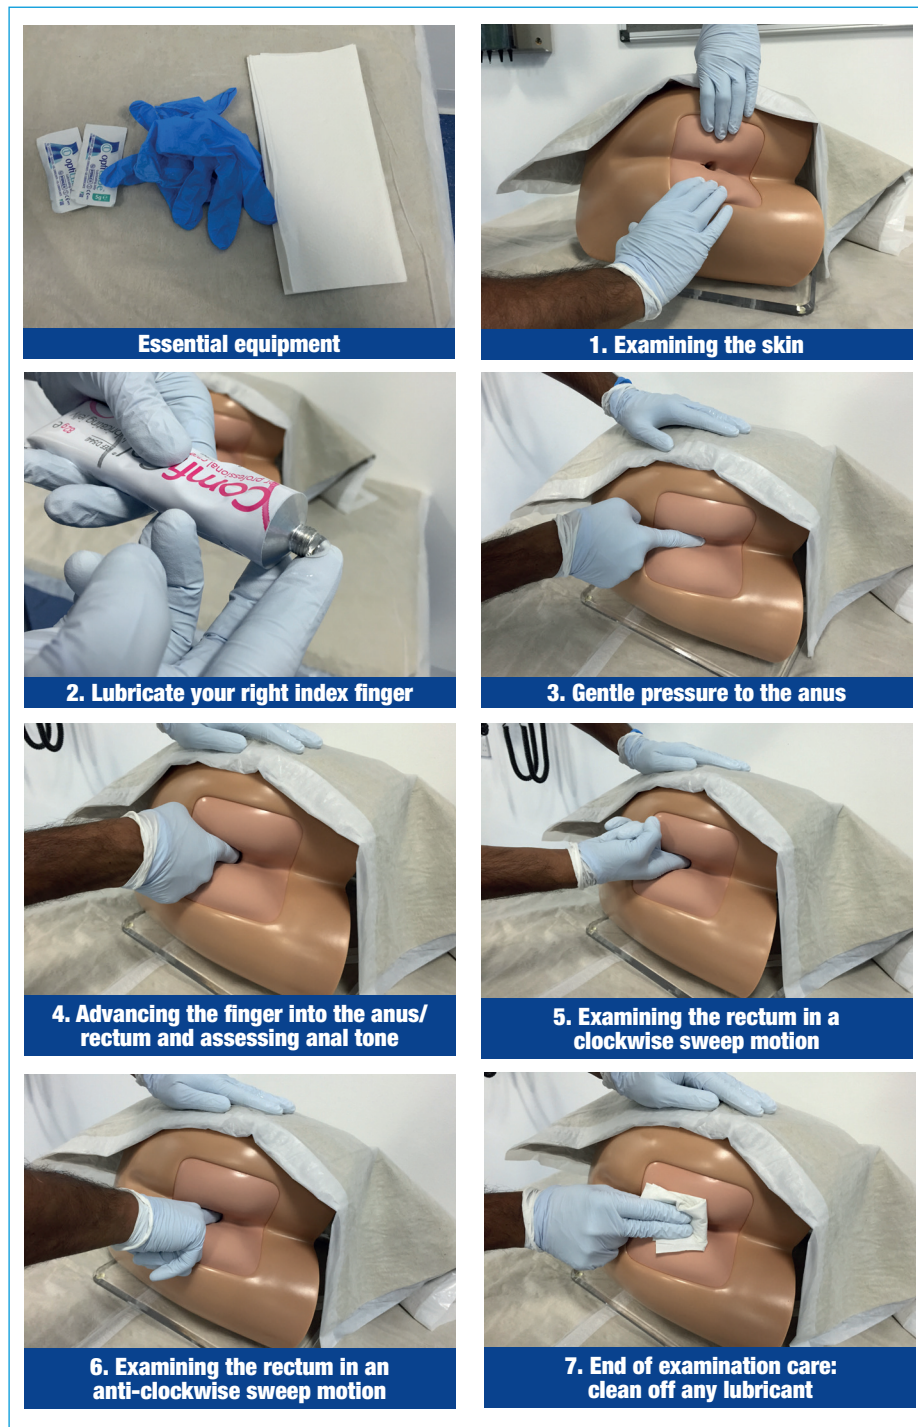 Essential equipment
1. Examining the skin
2. Lubricate your right index finger
3. Gentle pressure to the anus
4. Advancing the finger into the anus/
rectum and assessing anal tone
5. Examining the rectum in a
clockwise sweep motion
6. Examining the rectum in an
anti-clockwise sweep motion
7. End of examination care:
clean off any lubricant